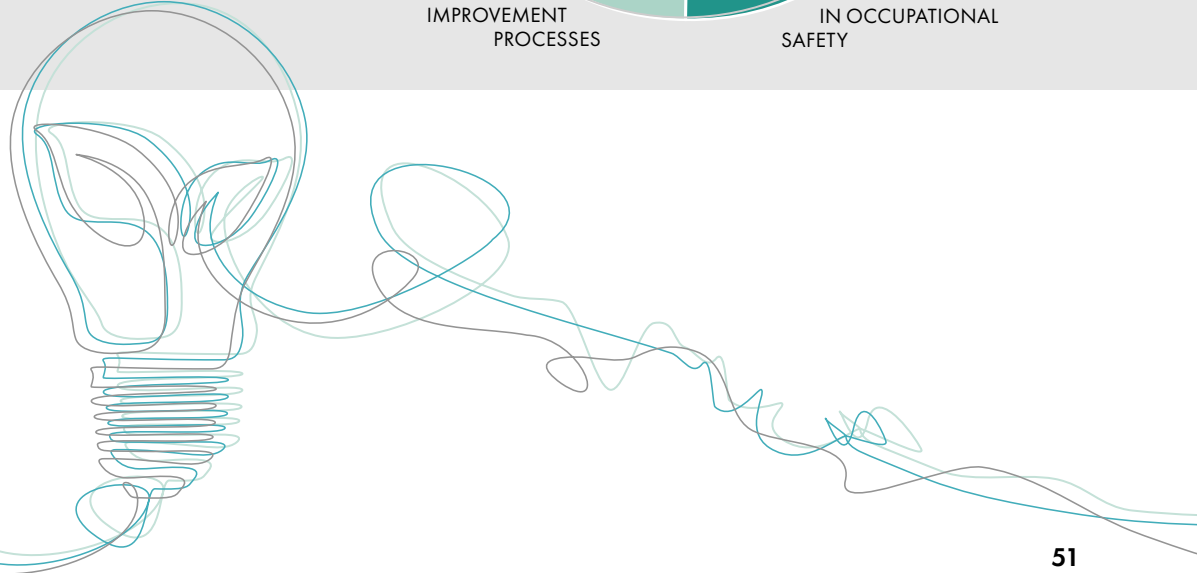 IMPROVEMENT
PROCESSES
IN OCCUPATIONAL
SAFETY
51